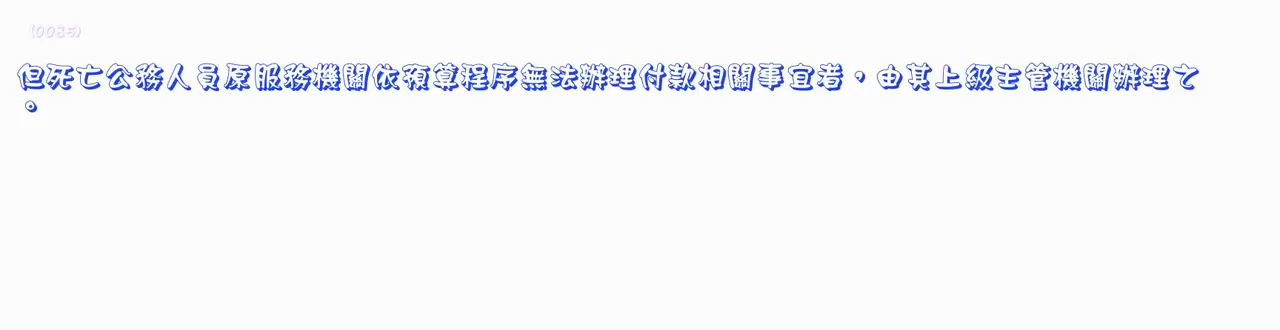 (0085)
但死亡公務人員原服務機關依預算程序無法辦理付款相關事宜者，由其上級主管機關辦理之
。